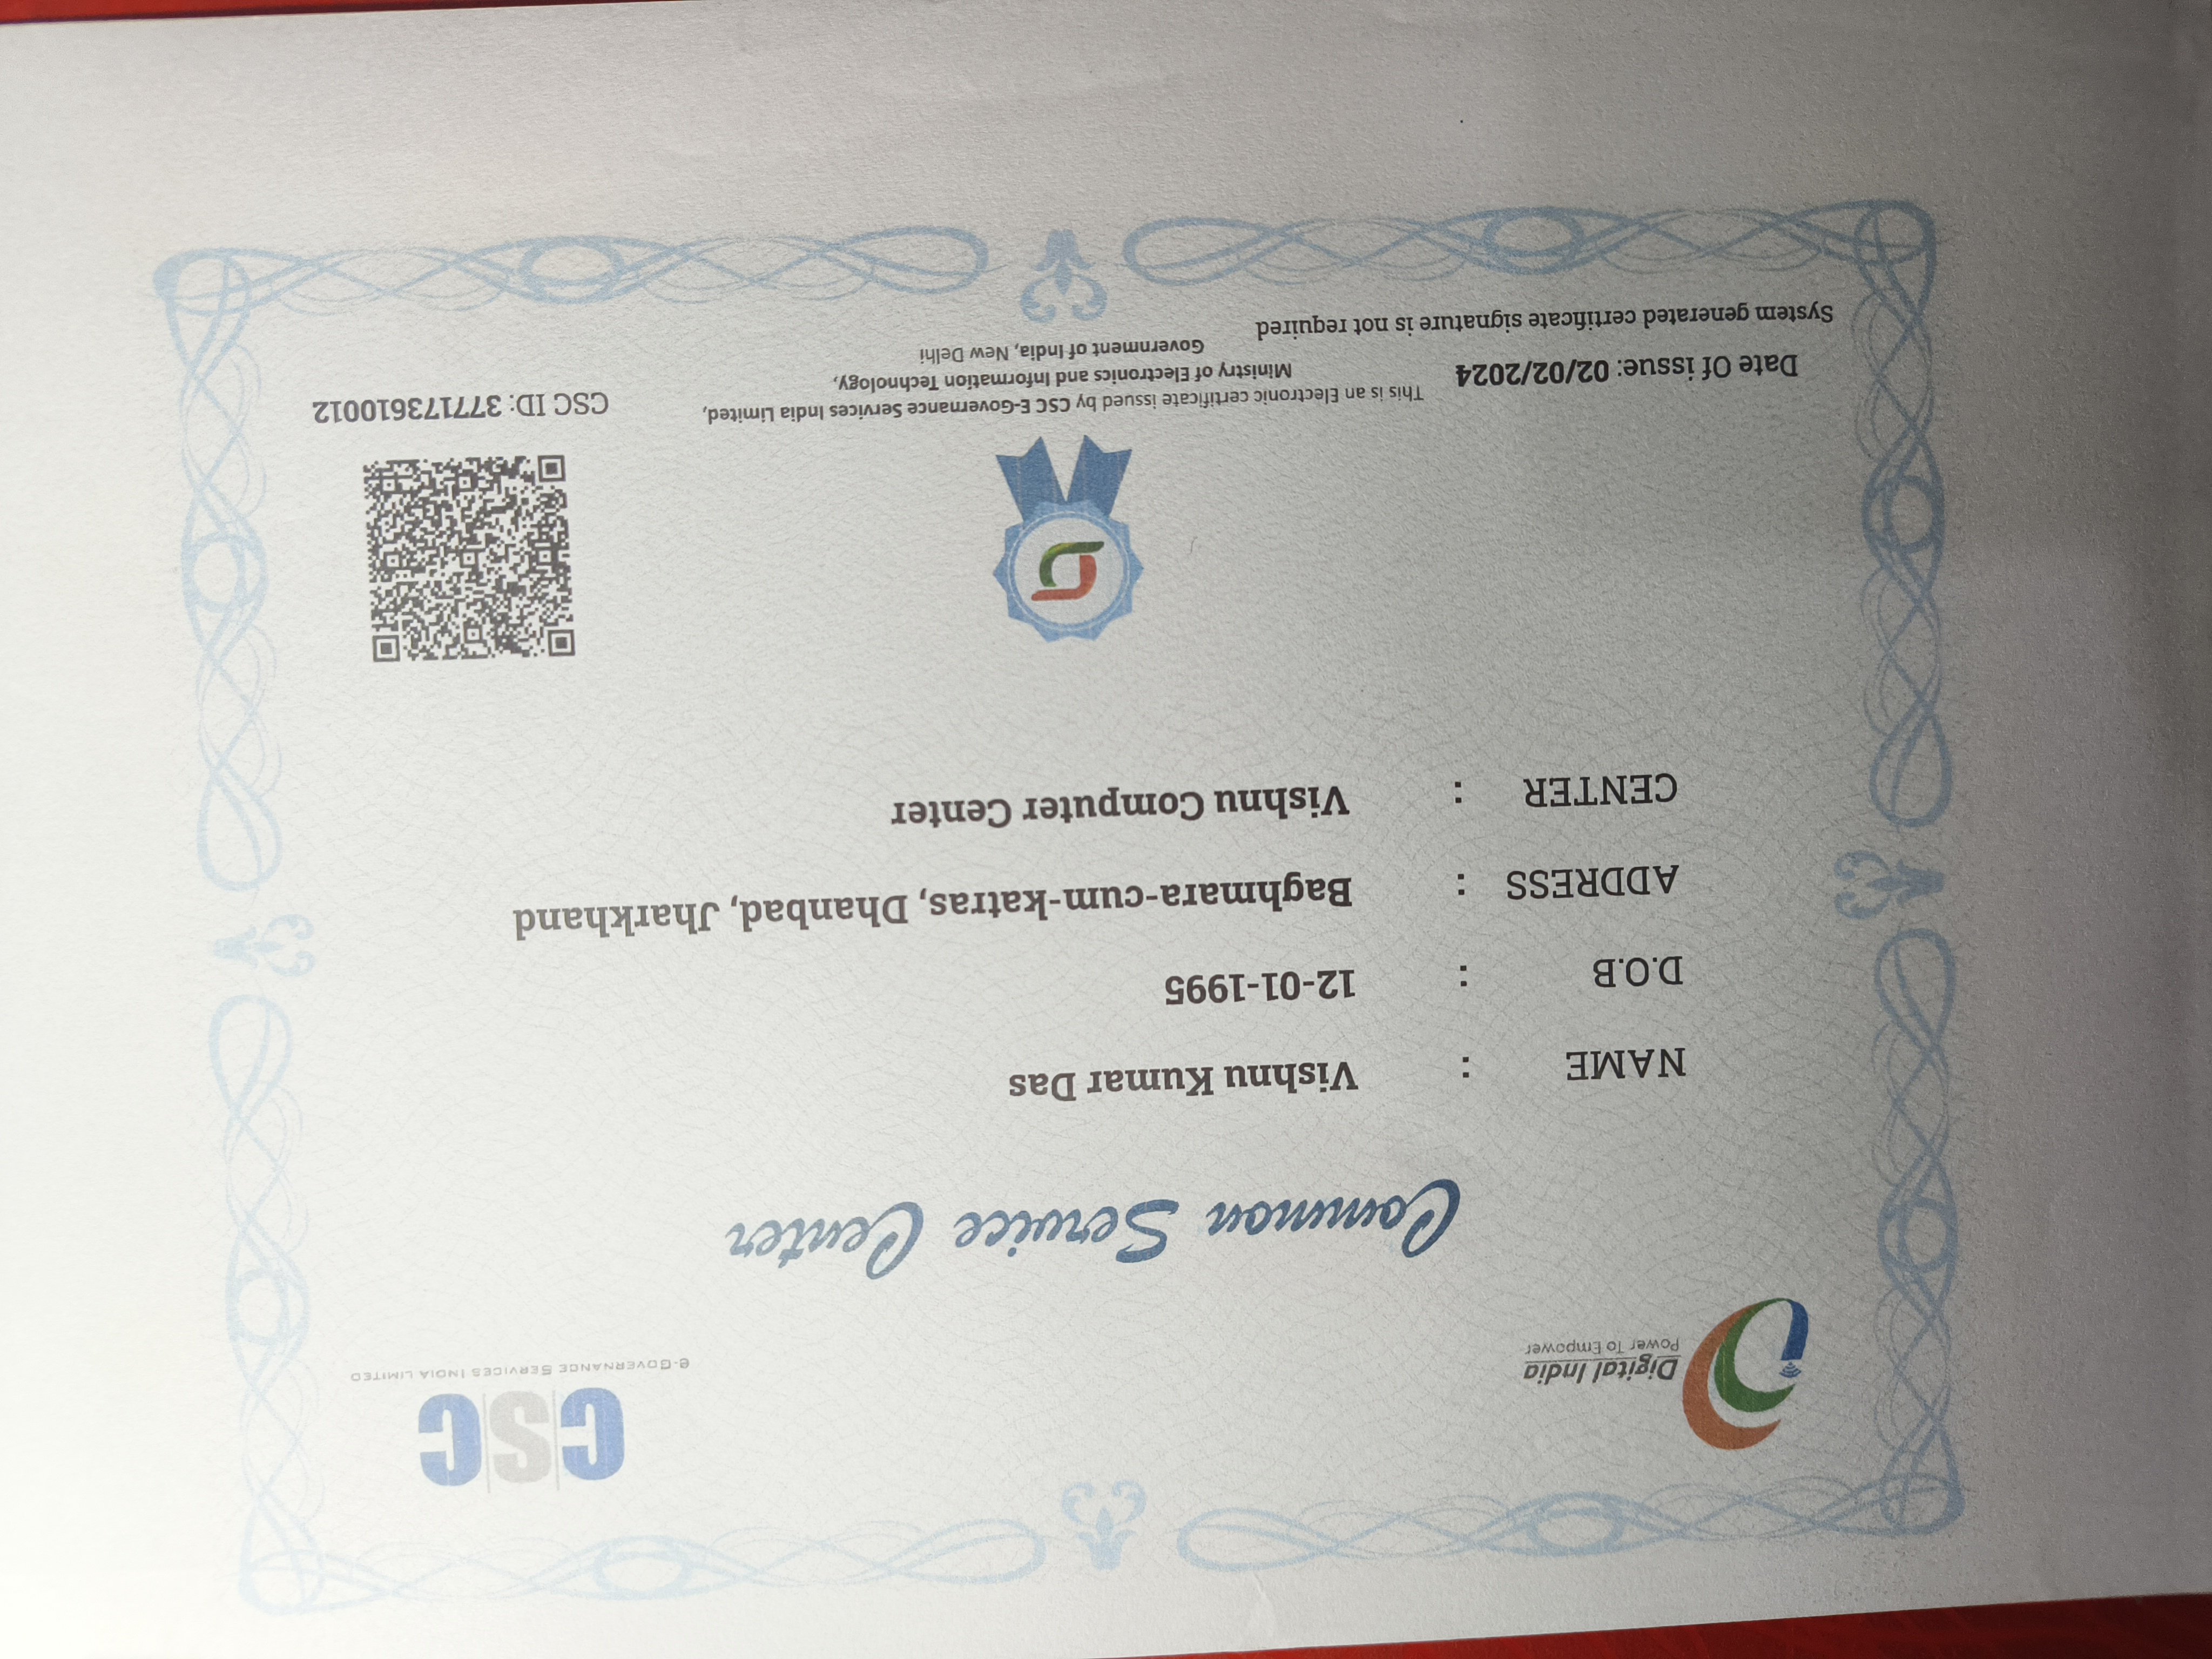 Digital India
Power To Empower
CSC
e-Governance Services India Limited
Common Service Center
NAME : Vishnu Kumar Das
D.O.B : 12-01-1995
ADDRESS : Baghmara-cum-katras, Dhanbad, Jharkhand
CENTER : Vishnu Computer Center
Date Of issue: 02/02/2024
System generated certificate signature is not required
This is an Electronic certificate issued by CSC E-Governance Services India Limited,
Ministry of Electronics and Information Technology,
Government of India, New Delhi
CSC ID: 377173610012